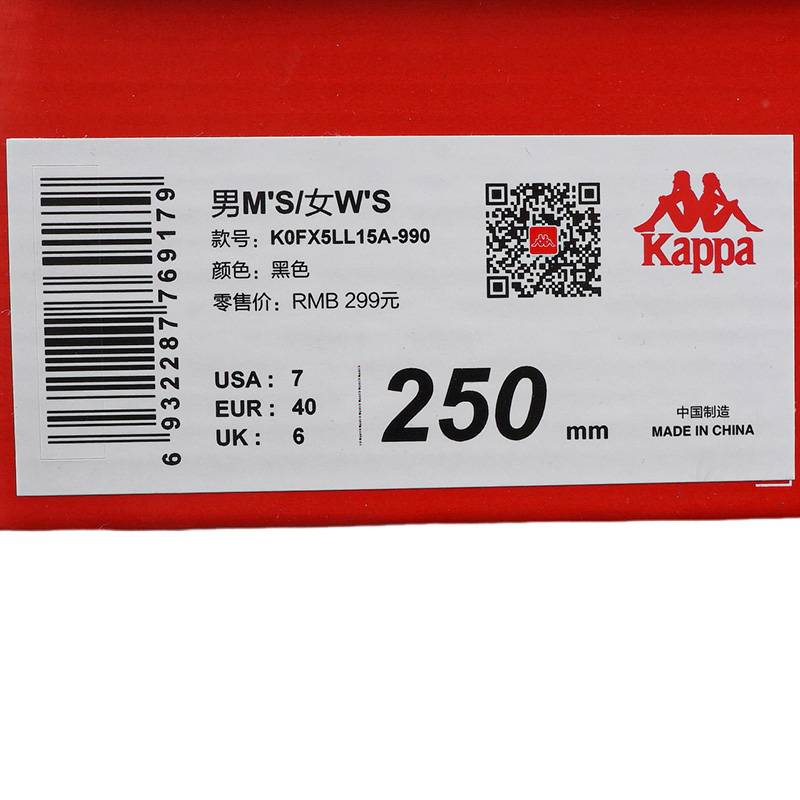 6932287769179
男M'S/女W'S
款号：K0FX5LL15A-990
颜色：黑色
零售价：RMB 299元
Kappa
USA : 7
EUR : 40
UK : 6
250 mm
中国制造
MADE IN CHINA